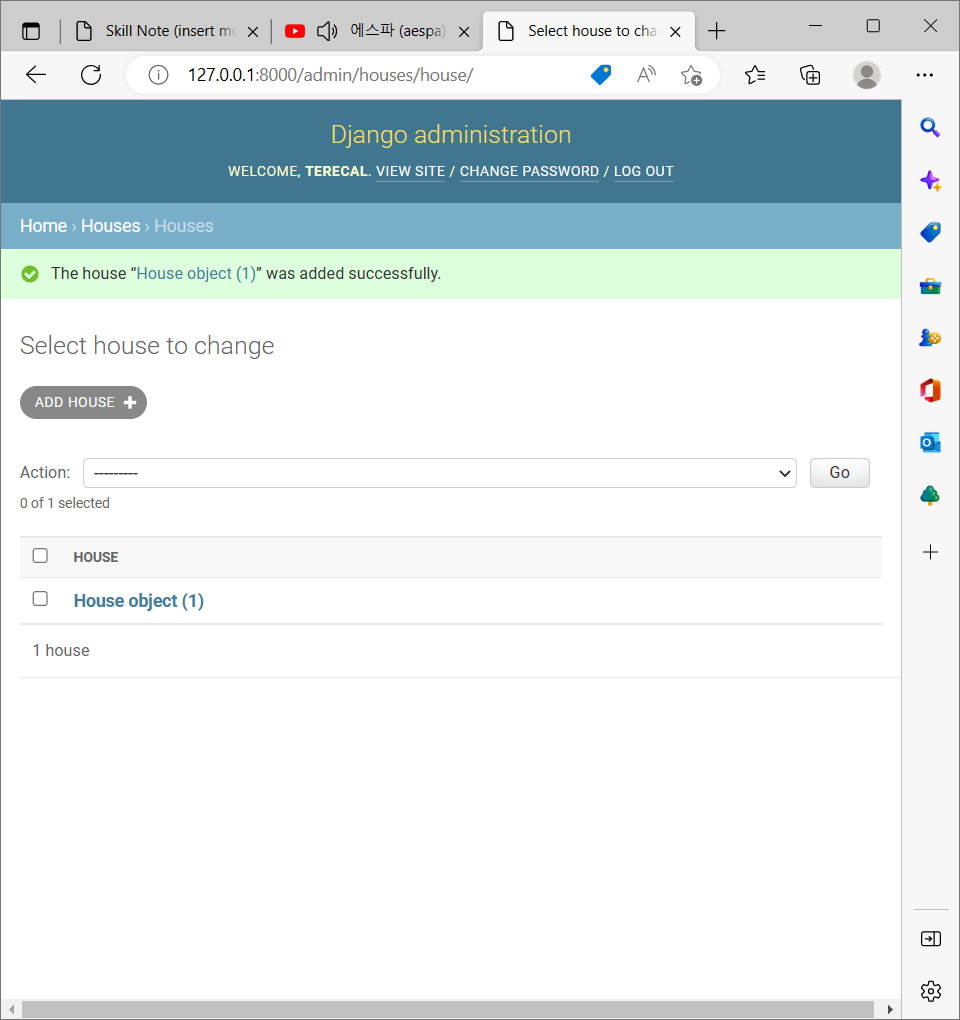 Skill Note (insert mo
에스파 (aespa)
Select house to cha
127.0.0.1:8000/admin/houses/house/
Django administration
WELCOME, TERECAL. VIEW SITE / CHANGE PASSWORD / LOG OUT
Home › Houses › Houses
The house “House object (1)” was added successfully.
Select house to change
ADD HOUSE
Action: --------- Go
0 of 1 selected
HOUSE
House object (1)
1 house